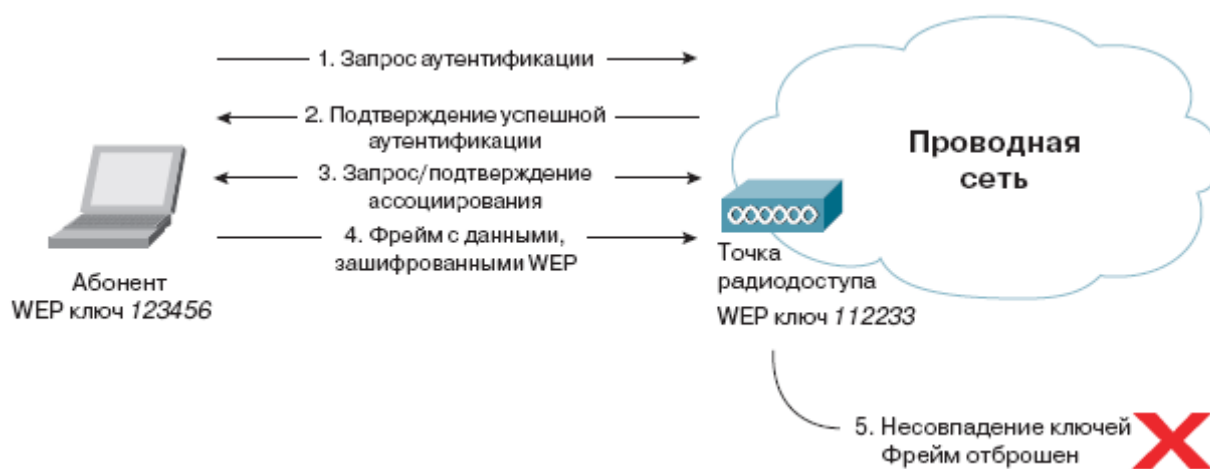 1. Запрос аутентификации
2. Подтверждение успешной
аутентификации
3. Запрос/подтверждение
ассоциирования
4. Фрейм с данными,
зашифрованными WEP
Абонент
WEP ключ 123456
Проводная
сеть
Точка
радиодоступа
WEP ключ 112233
5. Несовпадение ключей
Фрейм отброшен